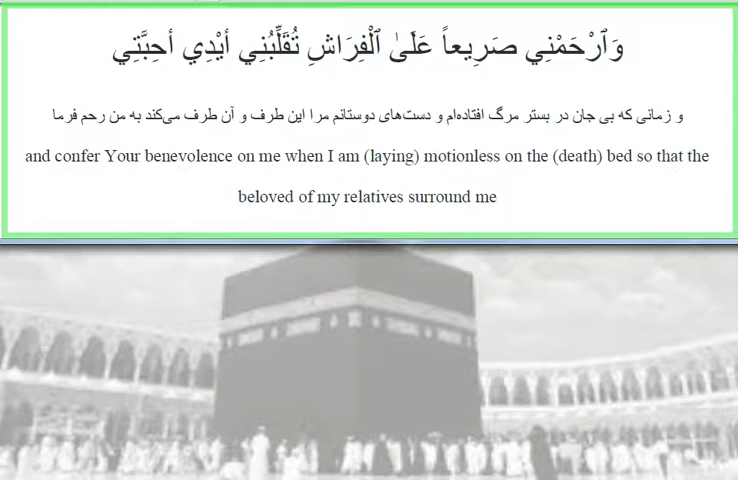 وَٱرْحَمْنِي صَرِيعاً عَلَىٰ ٱلْفِرَاشِ تُقَلِّبُنِي أَيْدِي أَحِبَّتِي
و زمانی که بی جان در بستر مرگ افتاده‌ام و دست‌های دوستانم مرا این طرف و آن طرف می‌کند به من رحم فرما
and confer Your benevolence on me when I am (laying) motionless on the (death) bed so that the
beloved of my relatives surround me